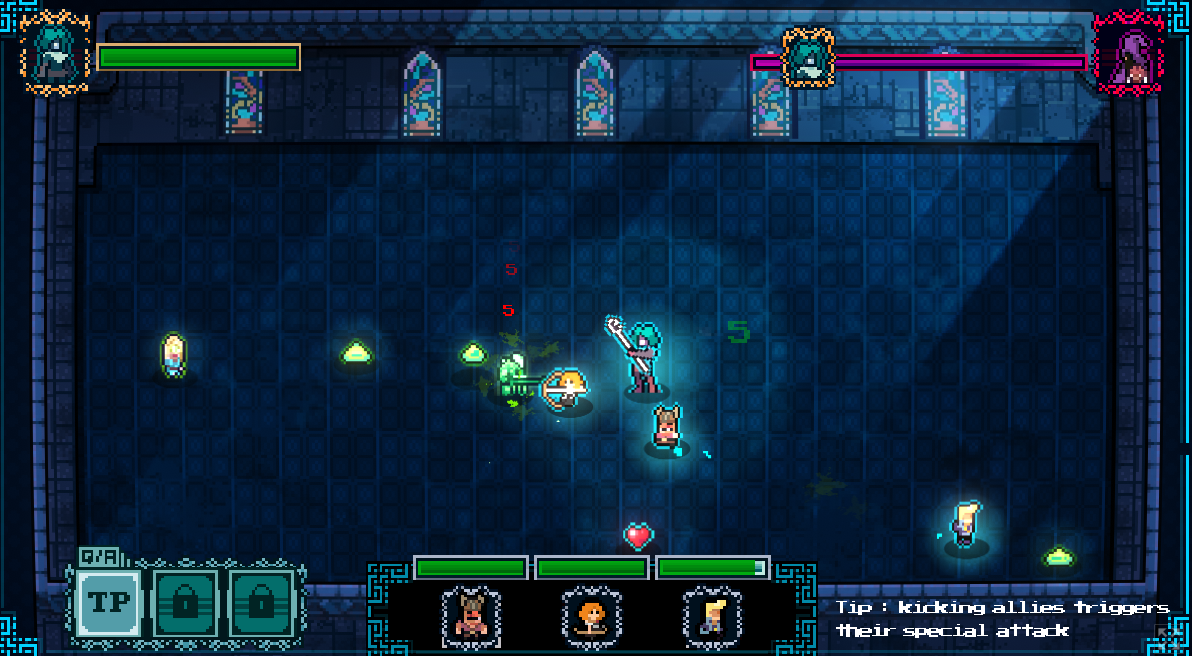 5
5
5
Q/A
TP
Tip : kicking allies triggers
their special attack